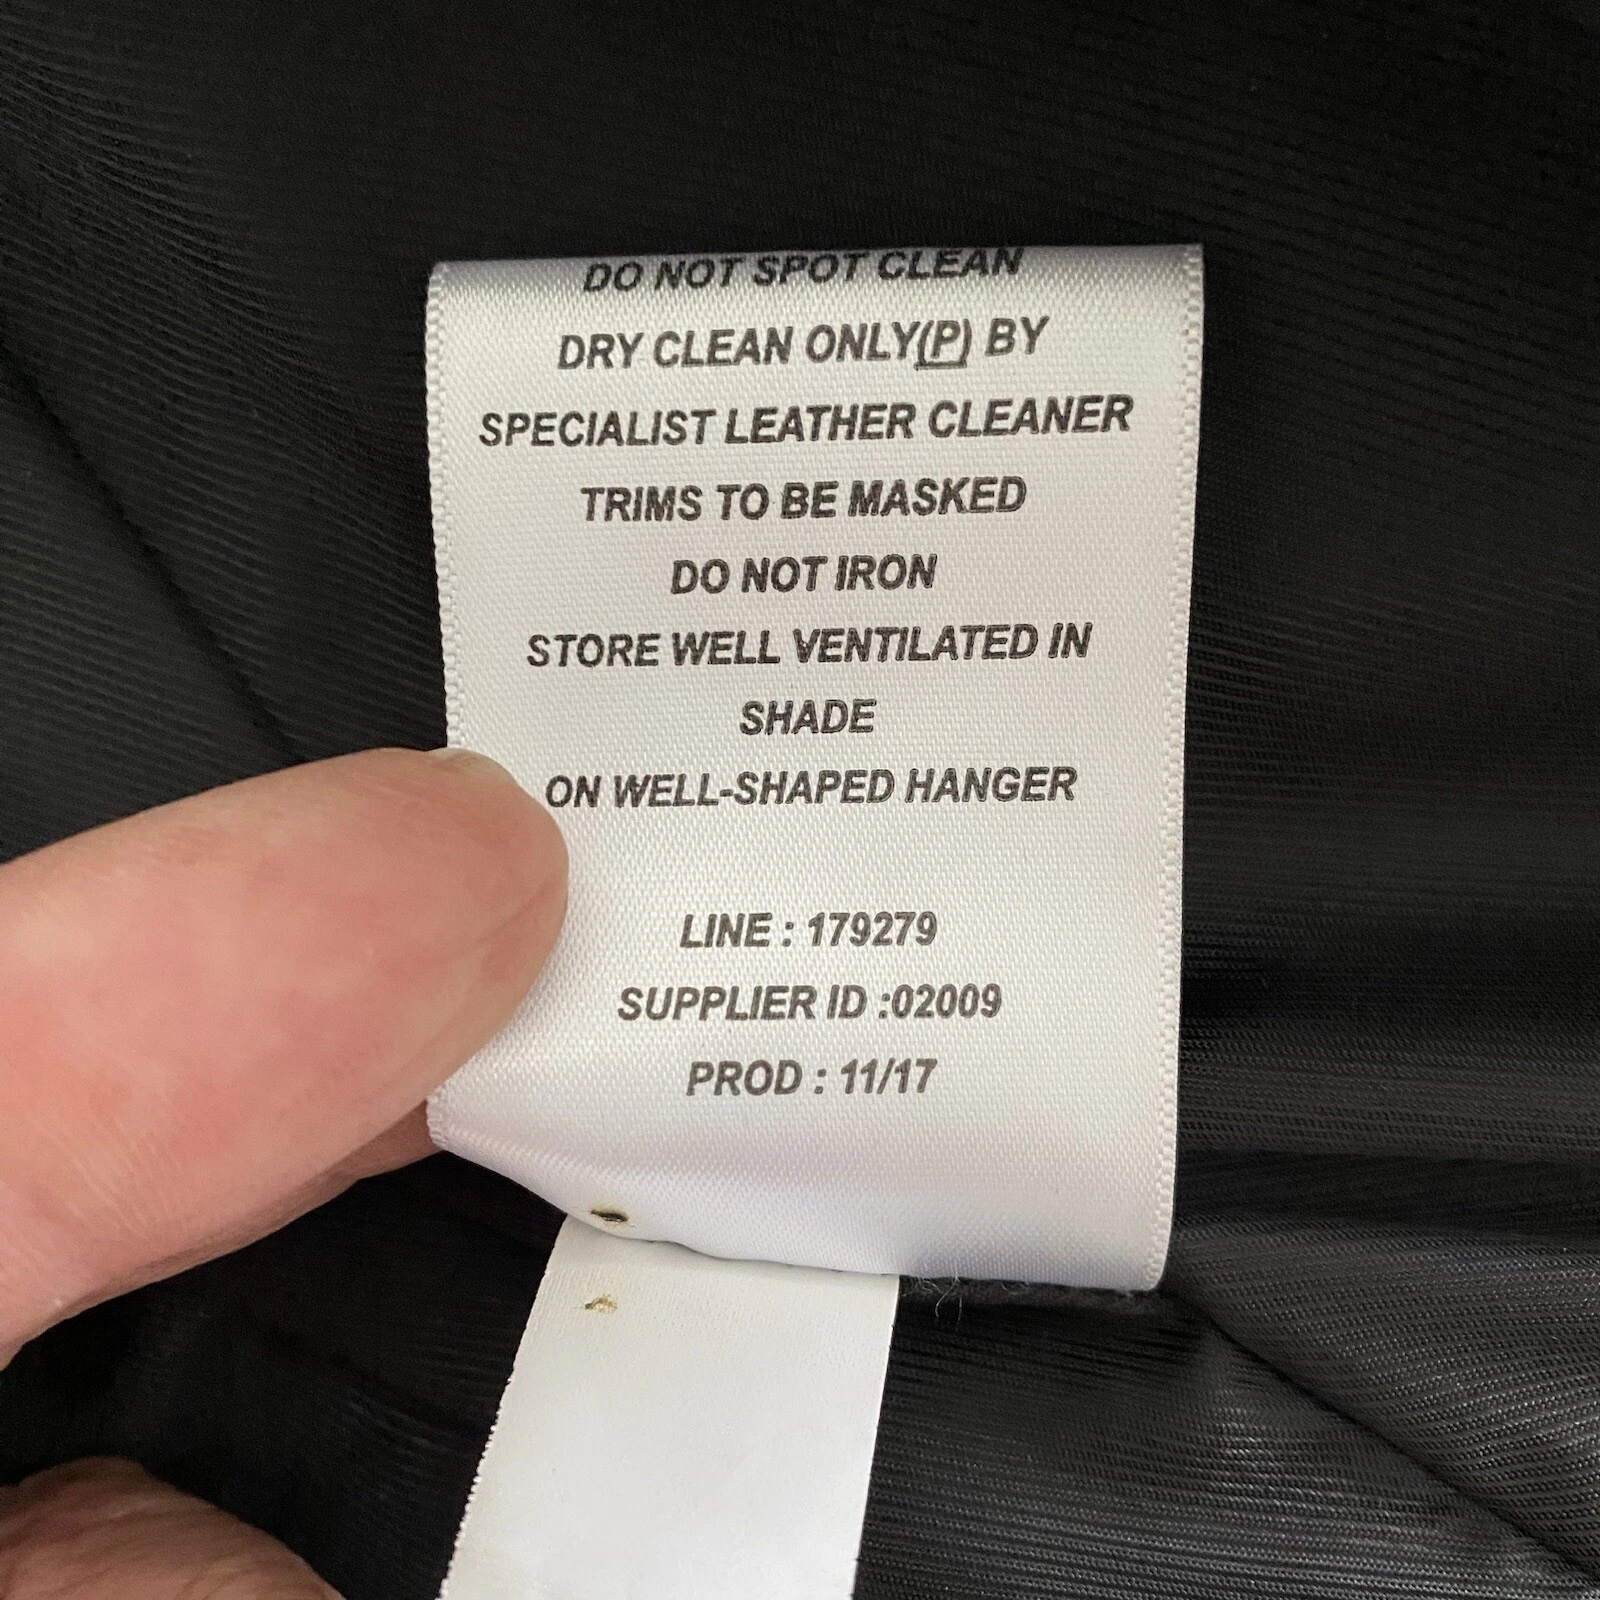 DO NOT SPOT CLEAN
DRY CLEAN ONLY(P) BY
SPECIALIST LEATHER CLEANER
TRIMS TO BE MASKED
DO NOT IRON
STORE WELL VENTILATED IN
SHADE
ON WELL-SHAPED HANGER
LINE : 179279
SUPPLIER ID :02009
PROD : 11/17